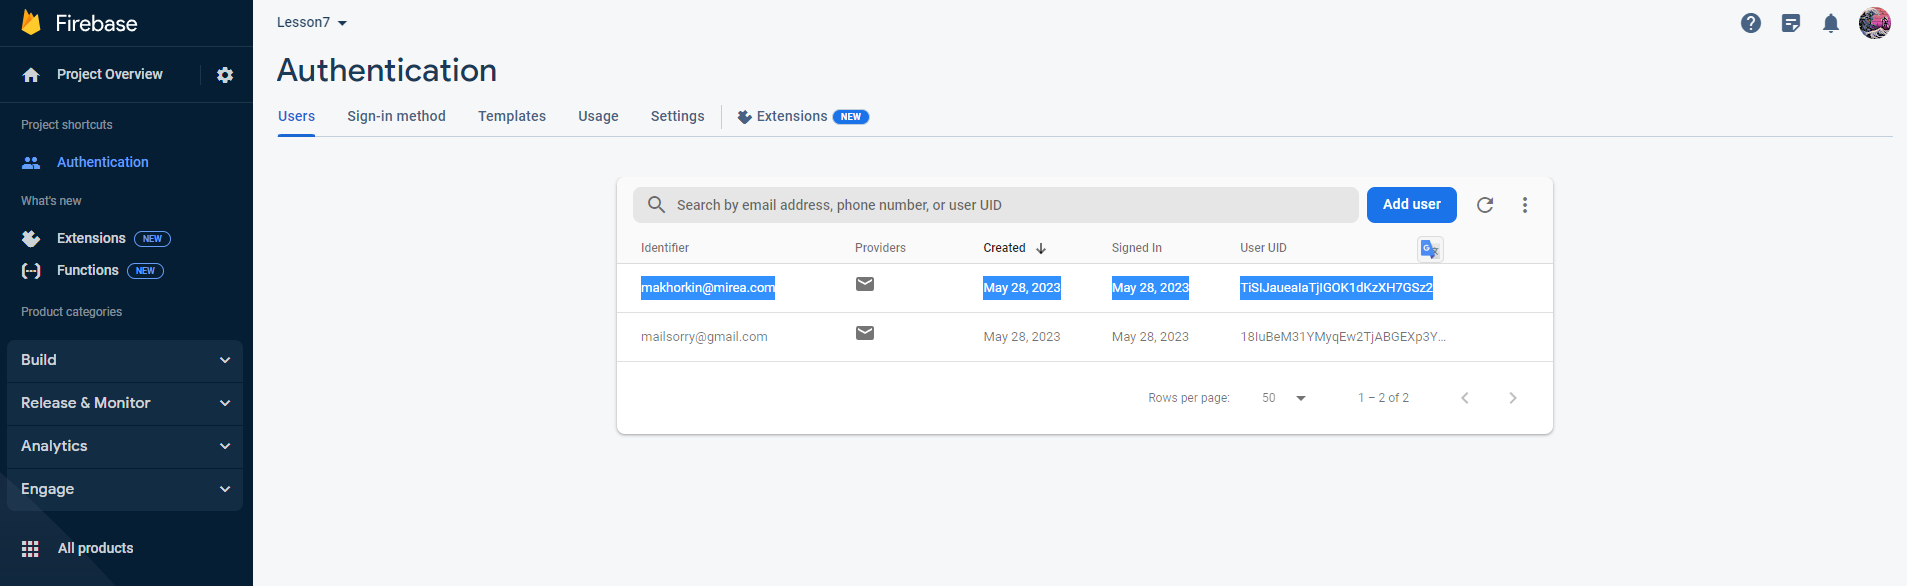 Firebase
Project Overview
Project shortcuts
Authentication
What's new
Extensions NEW
Functions NEW
Product categories
Build
Release & Monitor
Analytics
Engage
All products
Lesson7
Authentication
Users Sign-in method Templates Usage Settings Extensions NEW
Search by email address, phone number, or user UID Add user
Identifier Providers Created Signed In User UID
makhorkin@mirea.com May 28, 2023 May 28, 2023
mailsorry@gmail.com May 28, 2023 May 28, 2023 18IuBeM31YMyqEw2TjABGEXp3Y...
Rows per page: 50 1 – 2 of 2